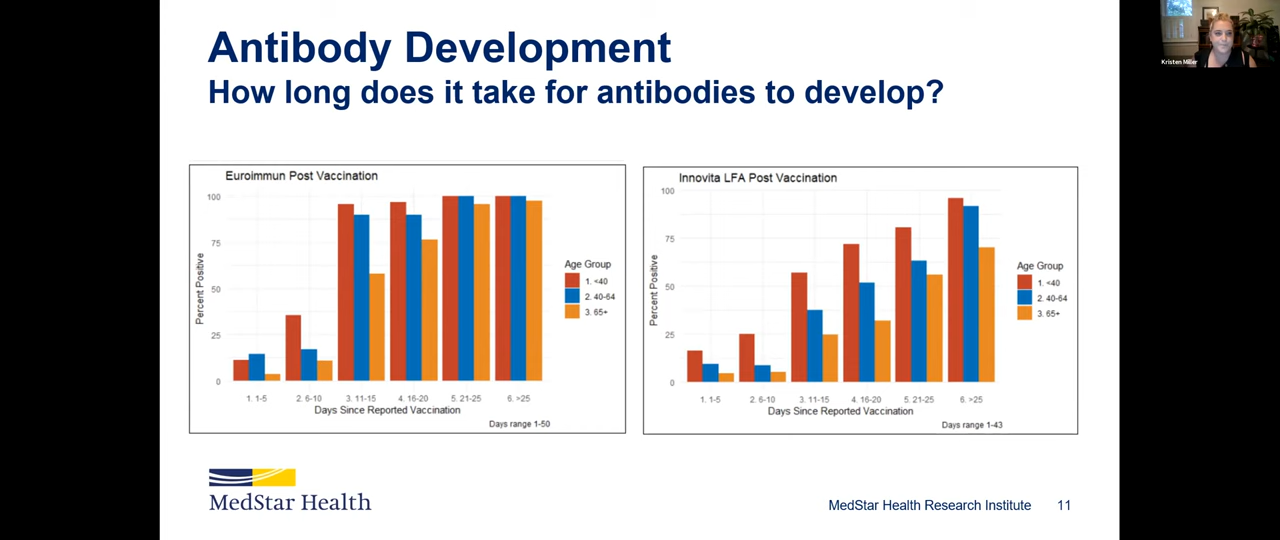 Antibody Development
How long does it take for antibodies to develop?
Kristen Miller
Euroimmun Post Vaccination
100
75
50
25
0
Percent Positive
1. 1-5
2. 6-10
3. 11-15
4. 16-20
5. 21-25
6. >25
Days Since Reported Vaccination
Days range 1-50
Age Group
1. <40
2. 40-64
3. 65+
Innovita LFA Post Vaccination
100
75
50
25
0
Percent Positive
1. 1-5
2. 6-10
3. 11-15
4. 16-20
5. 21-25
6. >25
Days Since Reported Vaccination
Days range 1-43
Age Group
1. <40
2. 40-64
3. 65+
MedStar Health
MedStar Health Research Institute 11